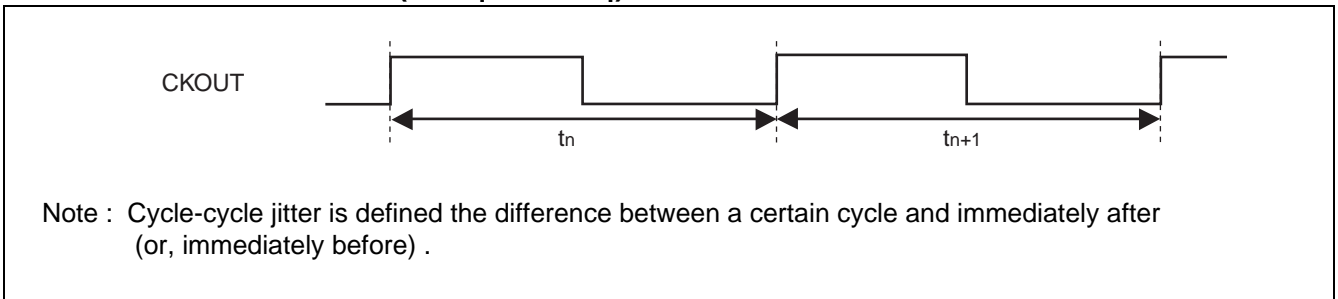 CKOUT
tn
tn+1
Note : Cycle-cycle jitter is defined the difference between a certain cycle and immediately after
(or, immediately before) .